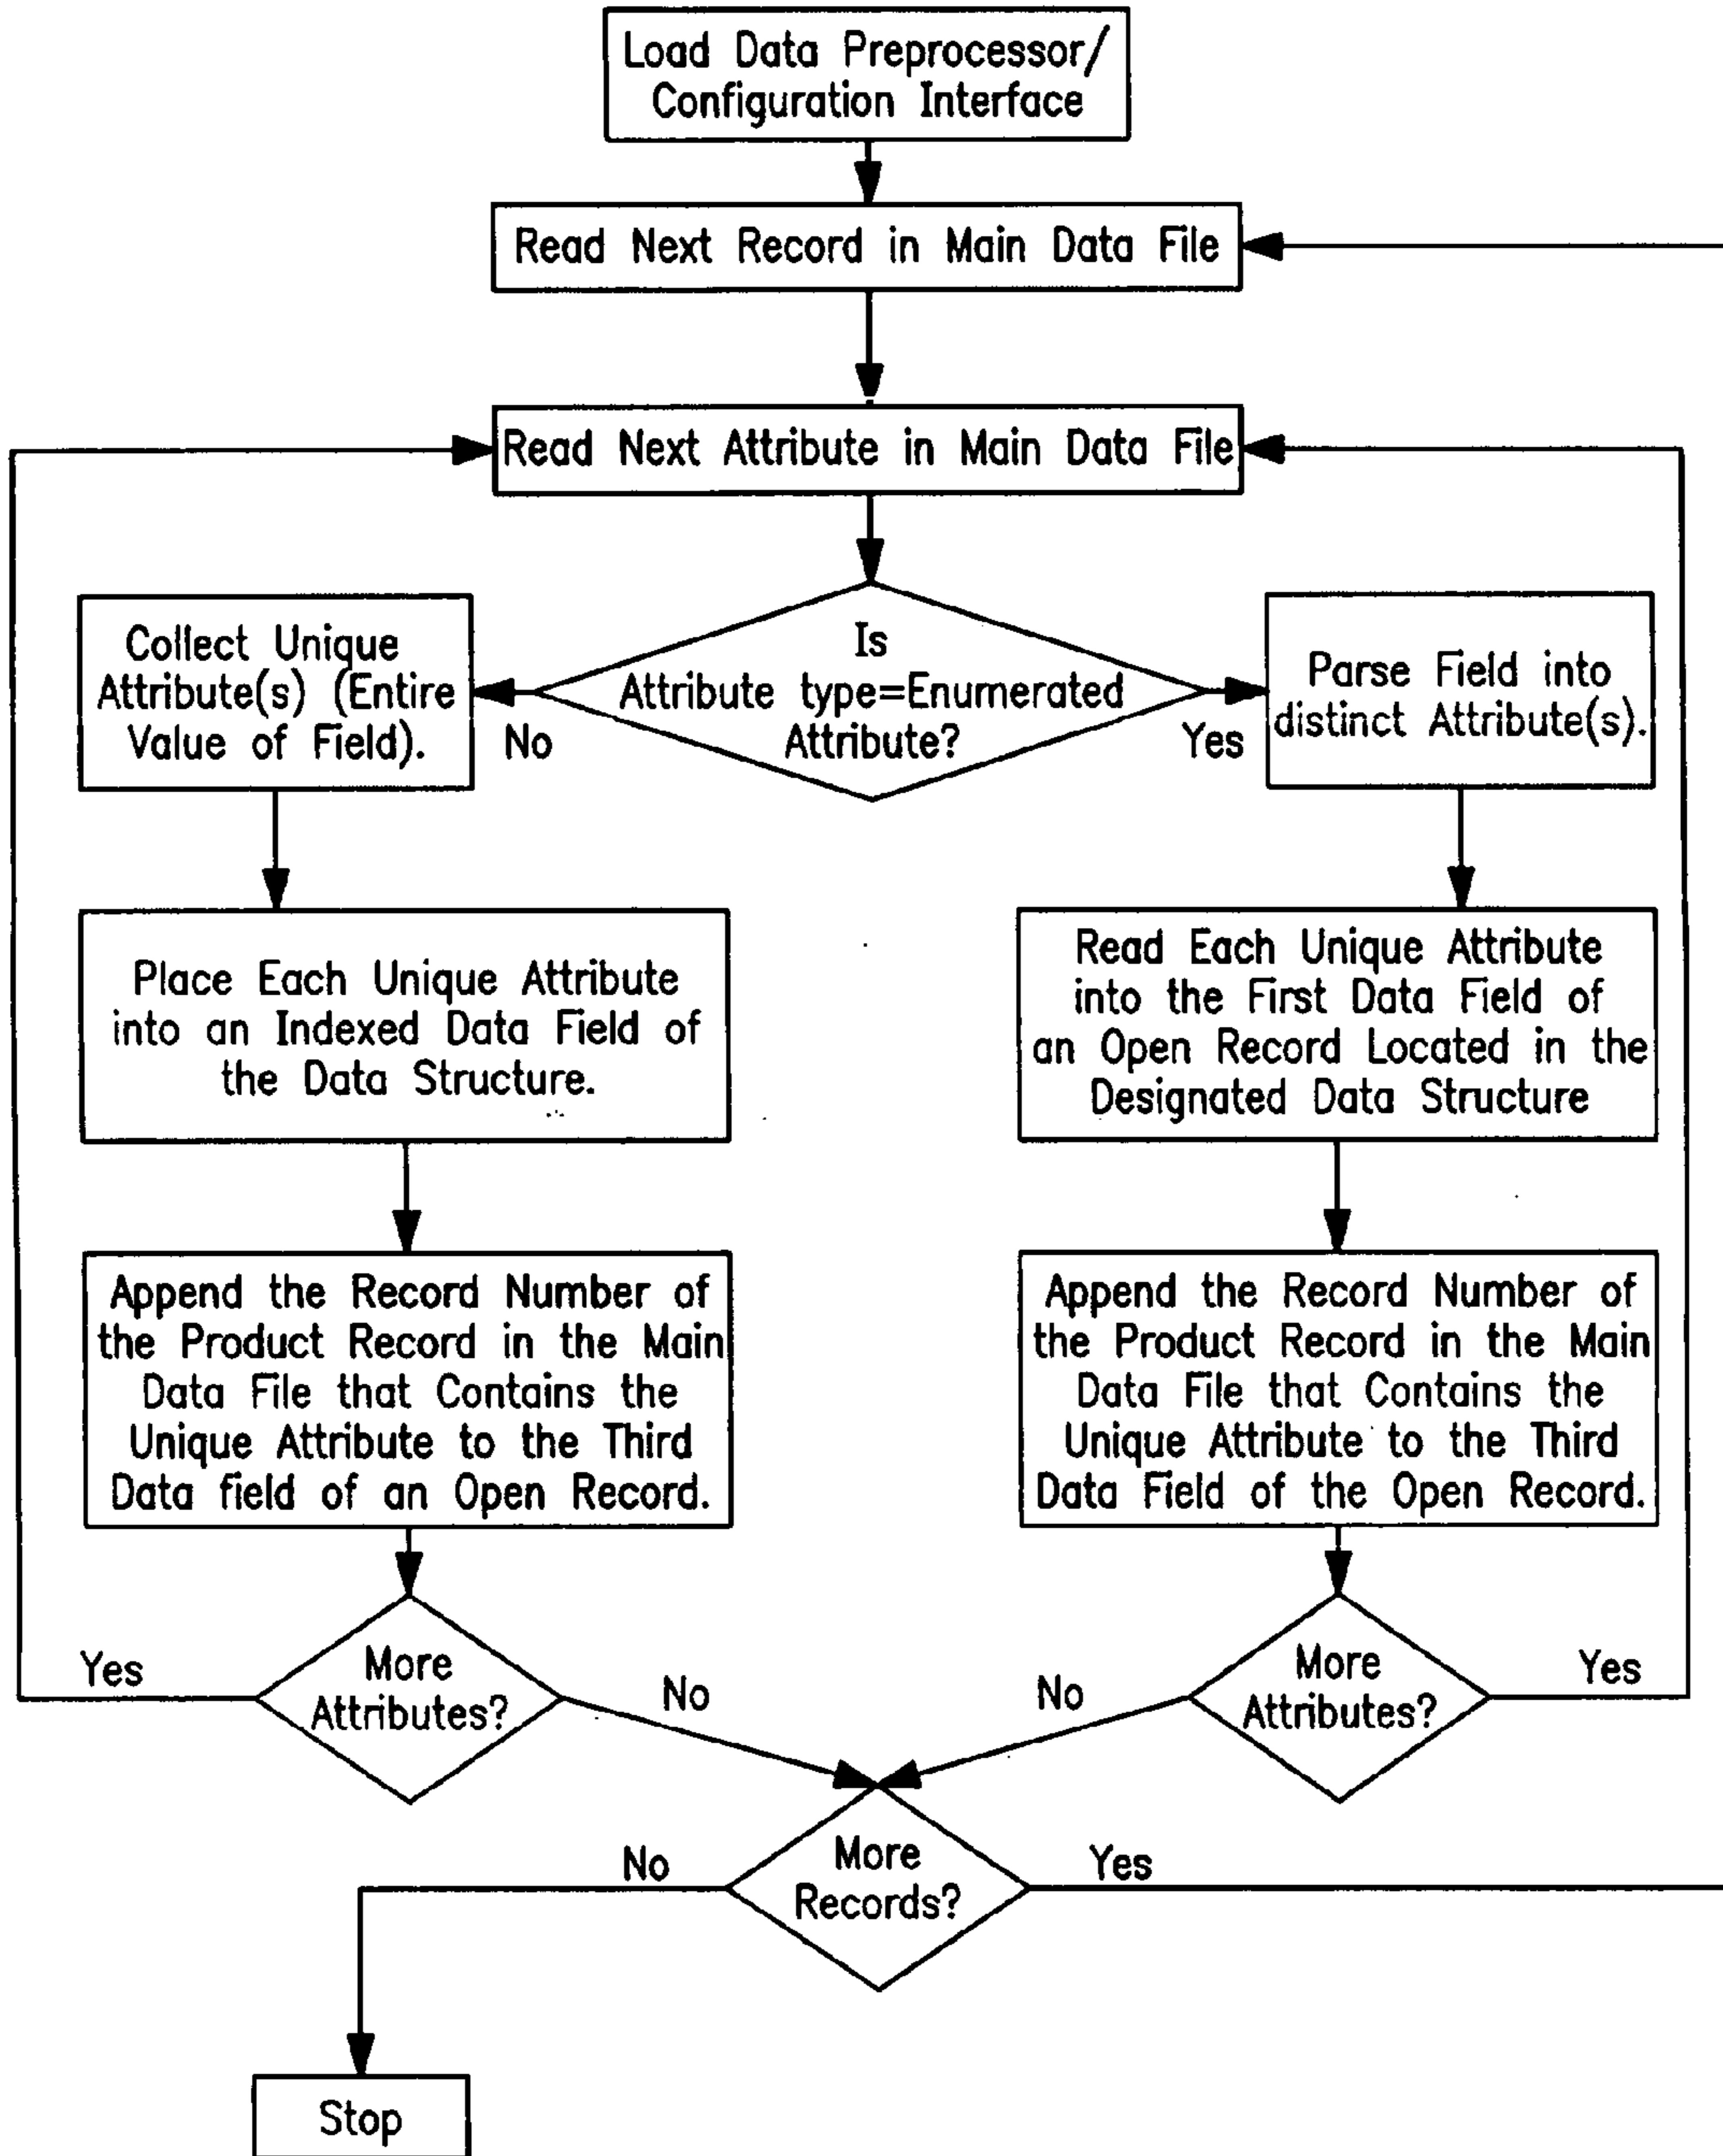 Load Data Preprocessor/
Configuration Interface
Read Next Record in Main Data File
Read Next Attribute in Main Data File
Is
Attribute type=Enumerated
Attribute?
No
Yes
Collect Unique
Attribute(s) (Entire
Value of Field).
Parse Field into
distinct Attribute(s).
Place Each Unique Attribute
into an Indexed Data Field of
the Data Structure.
Read Each Unique Attribute
into the First Data Field of
an Open Record Located in the
Designated Data Structure
Append the Record Number of
the Product Record in the Main
Data File that Contains the
Unique Attribute to the Third
Data field of an Open Record.
Append the Record Number of
the Product Record in the Main
Data File that Contains the
Unique Attribute to the Third
Data Field of the Open Record.
Yes
More
Attributes?
No
No
More
Attributes?
Yes
No
More
Records?
Yes
Stop